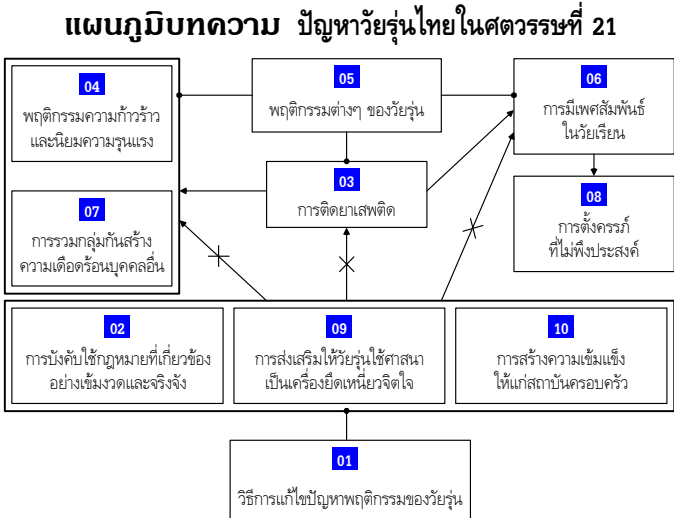 แผนภูมิบทความ ปัญหาวัยรุ่นไทยในศตวรรษที่ 21
04
พฤติกรรมความก้าวร้าว
และนิยมความรุนแรง
05
พฤติกรรมต่างๆ ของวัยรุ่น
06
การมีเพศสัมพันธ์
ในวัยเรียน
07
การรวมกลุ่มกันสร้าง
ความเดือดร้อนบุคคลอื่น
03
การติดยาเสพติด
08
การตั้งครรภ์
ที่ไม่พึงประสงค์
02
การบังคับใช้กฎหมายที่เกี่ยวข้อง
อย่างเข้มงวดและจริงจัง
09
การส่งเสริมให้วัยรุ่นใช้ศาสนา
เป็นเครื่องยึดเหนี่ยวจิตใจ
10
การสร้างความเข้มแข็ง
ให้แก่สถาบันครอบครัว
01
วิธีการแก้ไขปัญหาพฤติกรรมของวัยรุ่น